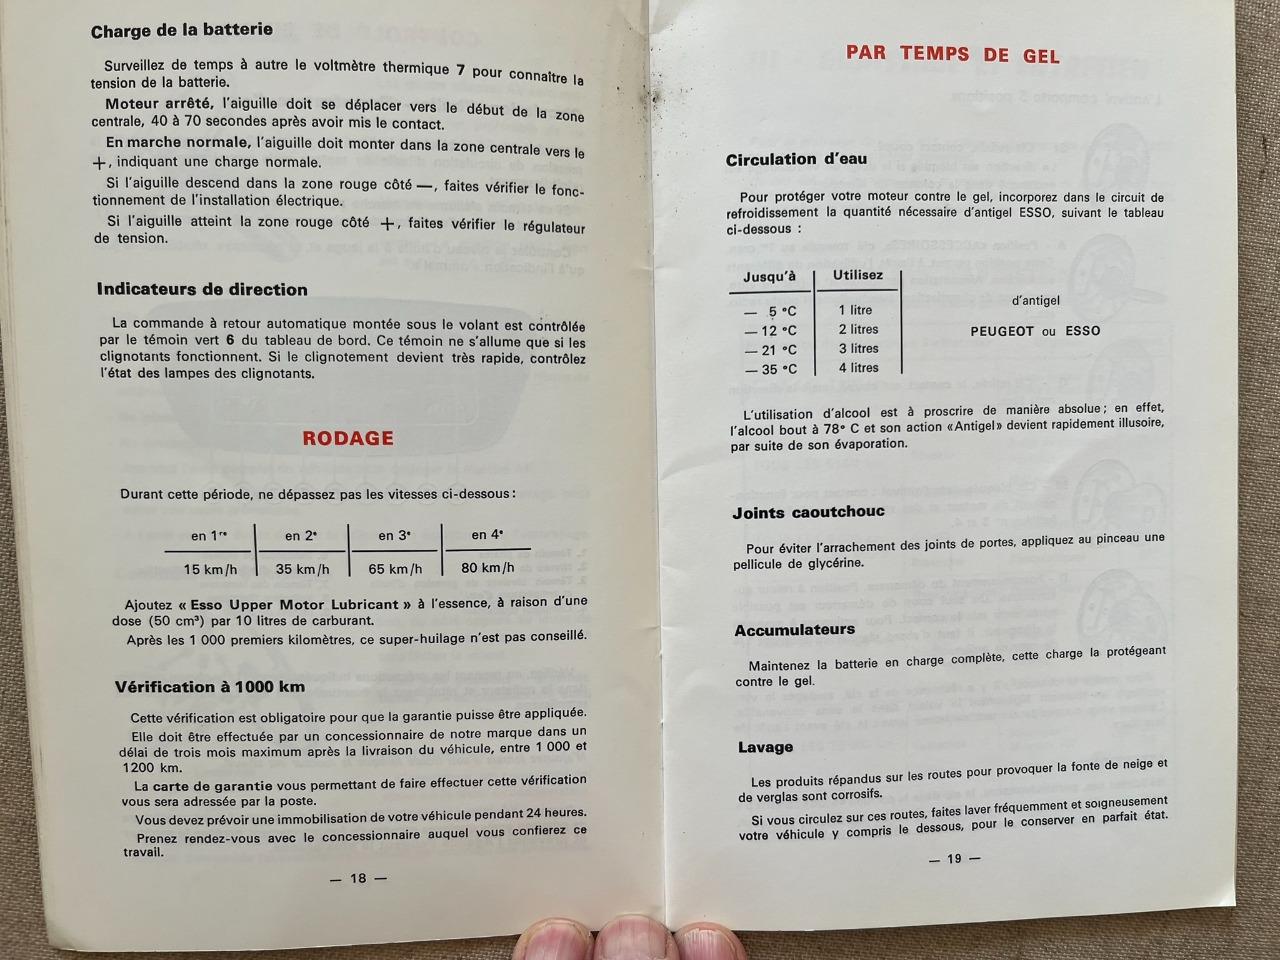 Charge de la batterie
Surveillez de temps à autre le voltmètre thermique 7 pour connaître la
tension de la batterie.
Moteur arrêté, l'aiguille doit se déplacer vers le début de la zone
centrale, 40 à 70 secondes après avoir mis le contact.
En marche normale, l'aiguille doit monter dans la zone centrale vers le
+, indiquant une charge normale.
Si l'aiguille descend dans la zone rouge côté —, faites vérifier le fonc-
tionnement de l'installation électrique.
Si l'aiguille atteint la zone rouge côté +, faites vérifier le régulateur
de tension.
Indicateurs de direction
La commande à retour automatique montée sous le volant est contrôlée
par le témoin vert 6 du tableau de bord. Ce témoin ne s'allume que si les
clignotants fonctionnent. Si le clignotement devient très rapide, contrôlez
l'état des lampes des clignotants.
RODAGE
Durant cette période, ne dépassez pas les vitesses ci-dessous :
en 1re en 2e en 3e en 4e
15 km/h 35 km/h 65 km/h 80 km/h
Ajoutez « Esso Upper Motor Lubricant » à l'essence, à raison d'une
dose (50 cm³) par 10 litres de carburant.
Après les 1 000 premiers kilomètres, ce super-huilage n'est pas conseillé.
Vérification à 1000 km
Cette vérification est obligatoire pour que la garantie puisse être appliquée.
Elle doit être effectuée par un concessionnaire de notre marque dans un
délai de trois mois maximum après la livraison du véhicule, entre 1 000 et
1200 km.
La carte de garantie vous permettant de faire effectuer cette vérification
vous sera adressée par la poste.
Vous devez prévoir une immobilisation de votre véhicule pendant 24 heures.
Prenez rendez-vous avec le concessionnaire auquel vous confierez ce
travail.
— 18 —
PAR TEMPS DE GEL
Circulation d'eau
Pour protéger votre moteur contre le gel, incorporez dans le circuit de
refroidissement la quantité nécessaire d'antigel ESSO, suivant le tableau
ci-dessous :
Jusqu'à Utilisez
— 5 °C 1 litre
— 12 °C 2 litres
— 21 °C 3 litres
— 35 °C 4 litres
d'antigel
PEUGEOT ou ESSO
L'utilisation d'alcool est à proscrire de manière absolue ; en effet,
l'alcool bout à 78° C et son action «Antigel» devient rapidement illusoire,
par suite de son évaporation.
Joints caoutchouc
Pour éviter l'arrachement des joints de portes, appliquez au pinceau une
pellicule de glycérine.
Accumulateurs
Maintenez la batterie en charge complète, cette charge la protégeant
contre le gel.
Lavage
Les produits répandus sur les routes pour provoquer la fonte de neige et
de verglas sont corrosifs.
Si vous circulez sur ces routes, faites laver fréquemment et soigneusement
votre véhicule y compris le dessous, pour le conserver en parfait état.
— 19 —